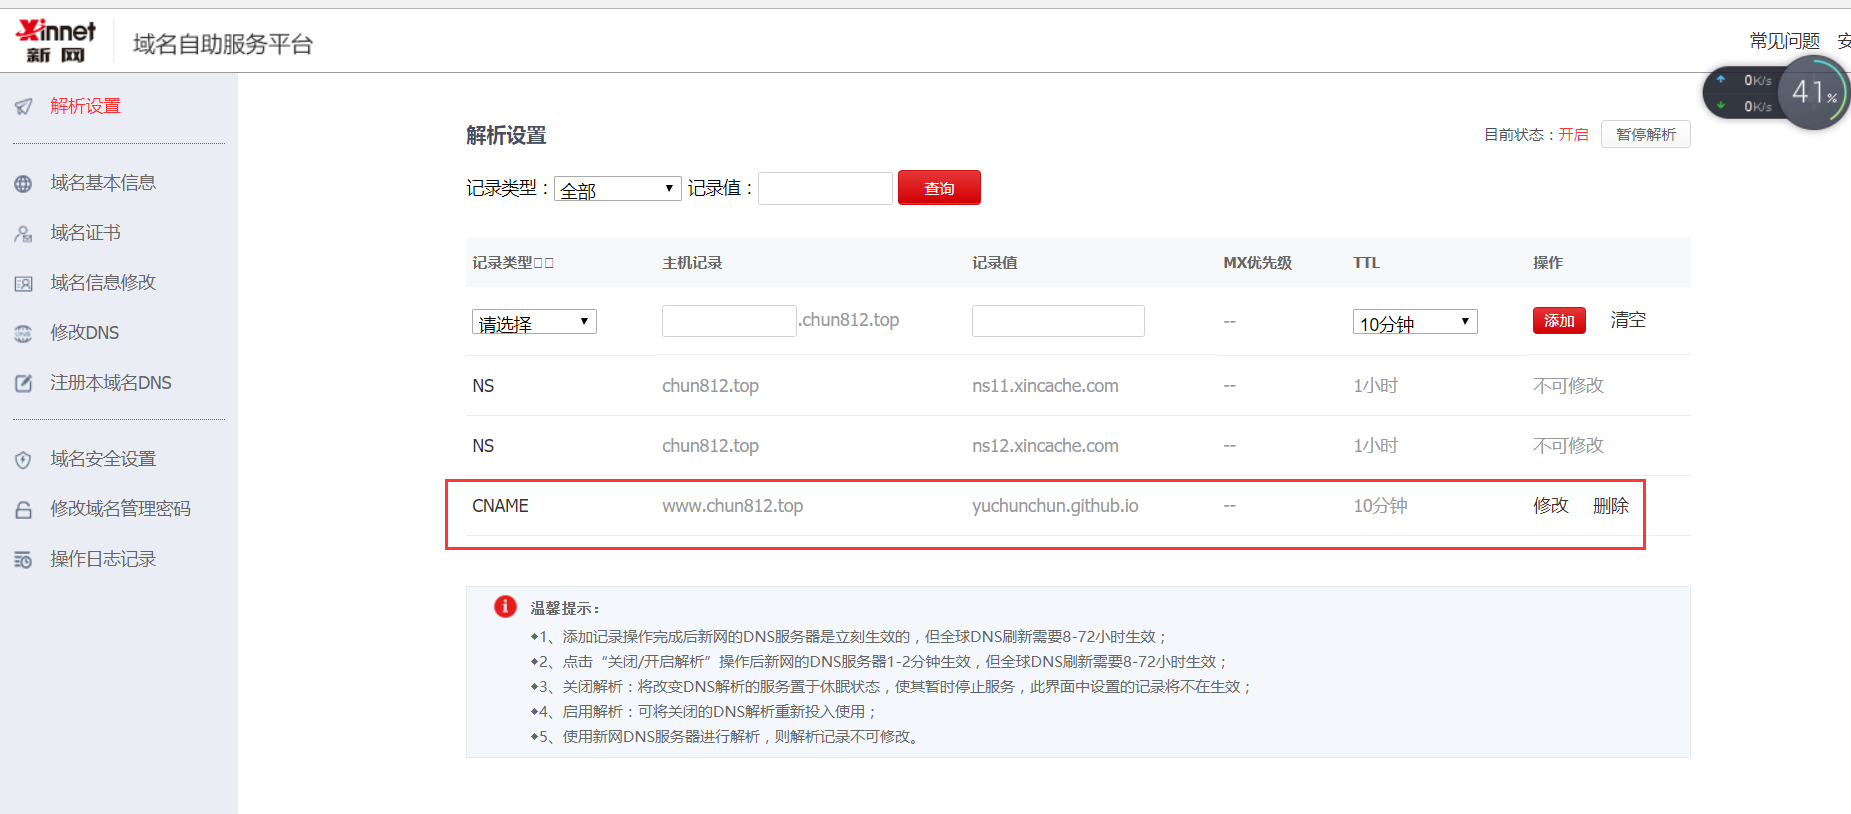 Xinnet
新网
域名自助服务平台
常见问题
0K/s
0K/s
41%
解析设置
域名基本信息
域名证书
域名信息修改
修改DNS
注册本域名DNS
域名安全设置
修改域名管理密码
操作日志记录
解析设置
目前状态：开启 暂停解析
记录类型： 全部 记录值： 查询
记录类型 主机记录 记录值 MX优先级 TTL 操作
请选择 .chun812.top -- 10分钟 添加 清空
NS chun812.top ns11.xincache.com -- 1小时 不可修改
NS chun812.top ns12.xincache.com -- 1小时 不可修改
CNAME www.chun812.top yuchunchun.github.io -- 10分钟 修改 删除
温馨提示：
◆1、添加记录操作完成后新网的DNS服务器是立刻生效的，但全球DNS刷新需要8-72小时生效；
◆2、点击“关闭/开启解析”操作后新网的DNS服务器1-2分钟生效，但全球DNS刷新需要8-72小时生效；
◆3、关闭解析：将改变DNS解析的服务置于休眠状态，使其暂时停止服务，此界面中设置的记录将不在生效；
◆4、启用解析：可将关闭的DNS解析重新投入使用；
◆5、使用新网DNS服务器进行解析，则解析记录不可修改。